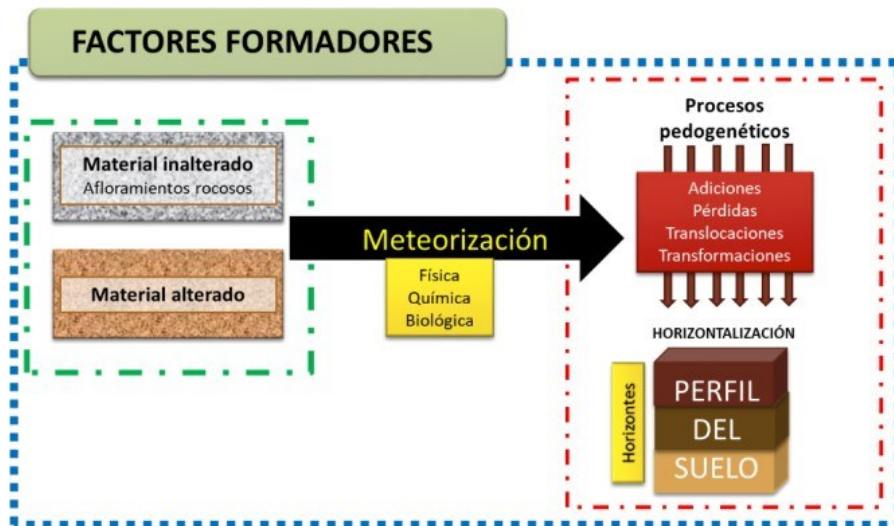 FACTORES FORMADORES
Material inalterado
Afloramientos rocosos
Material alterado
Meteorización
Física
Química
Biológica
Procesos
pedogenéticos
Adiciones
Pérdidas
Translocaciones
Transformaciones
HORIZONTALIZACIÓN
Horizontes
PERFIL
DEL
SUELO